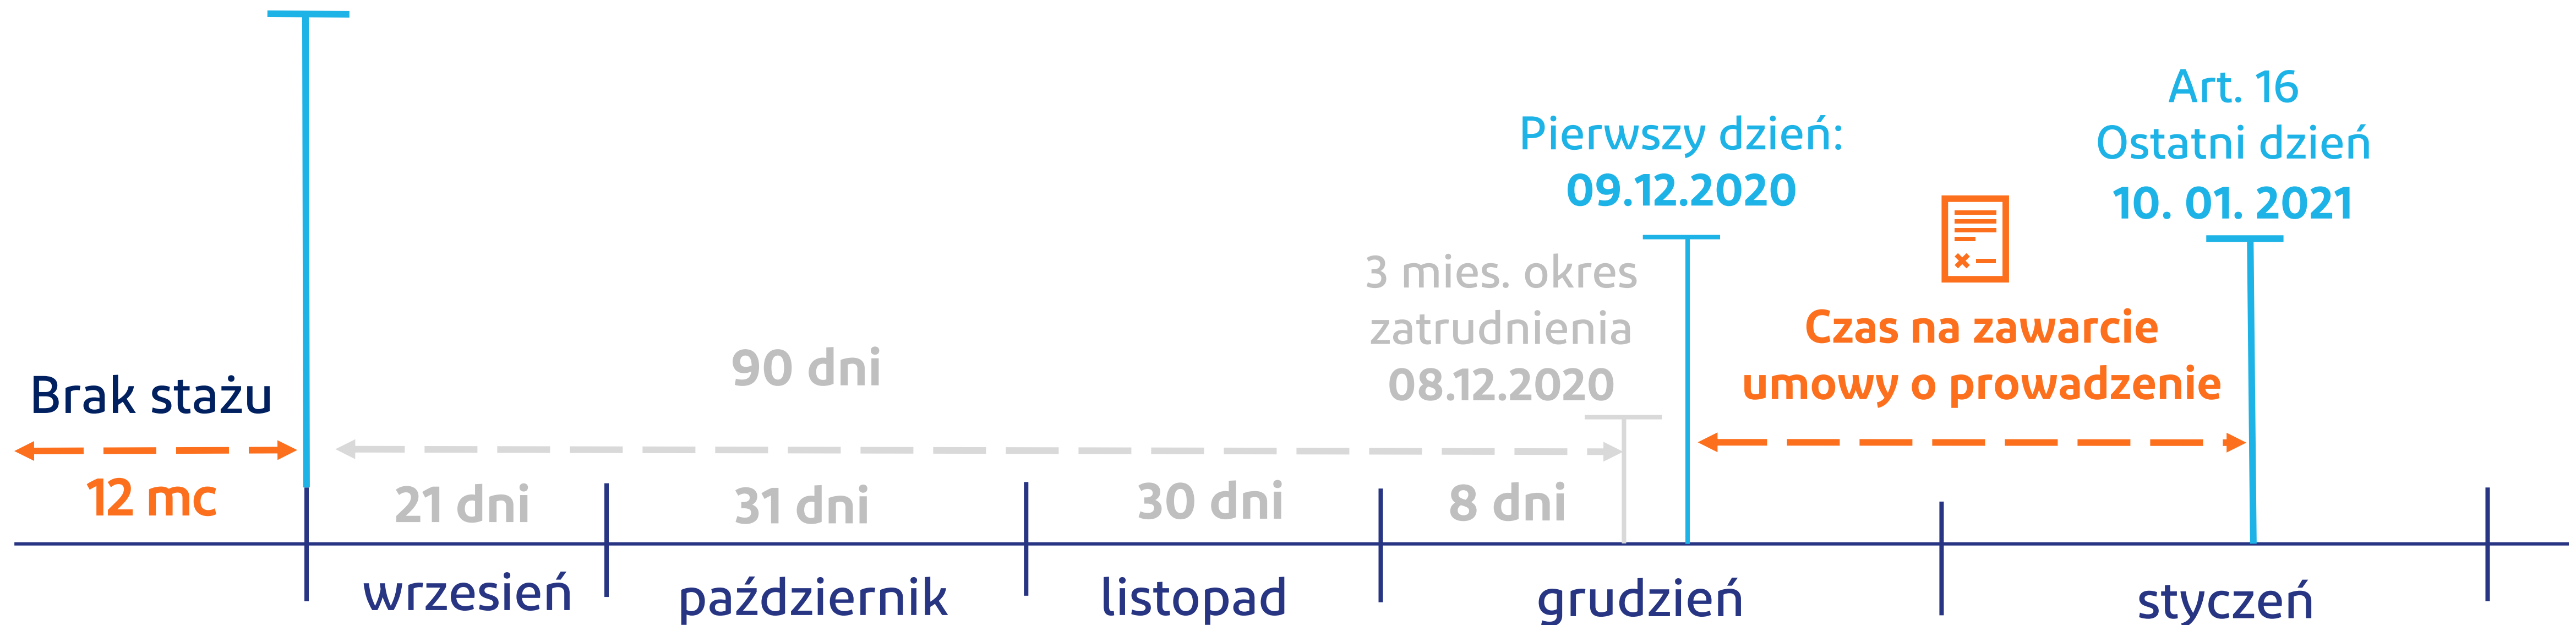 Brak stażu
12 mc
90 dni
21 dni
31 dni
30 dni
8 dni
3 mies. okres
zatrudnienia
08.12.2020
Pierwszy dzień:
09.12.2020
Czas na zawarcie
umowy o prowadzenie
Art. 16
Ostatni dzień
10. 01. 2021
wrzesień
październik
listopad
grudzień
styczeń